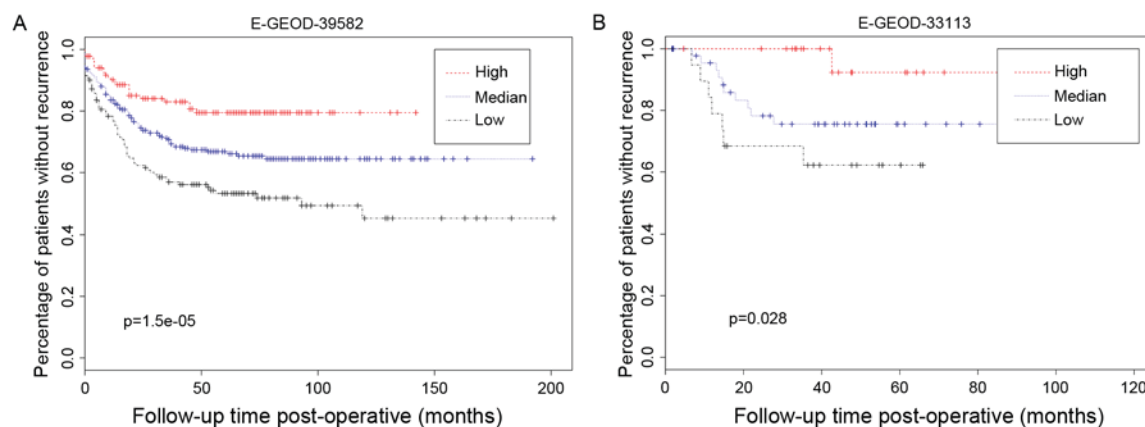 A
E-GEOD-39582
Percentage of patients without recurrence
1.0
0.8
0.6
0.4
0.2
0.0
High
Median
Low
p=1.5e-05
0 50 100 150 200
Follow-up time post-operative (months)
B
E-GEOD-33113
Percentage of patients without recurrence
1.0
0.8
0.6
0.4
0.2
0.0
High
Median
Low
p=0.028
0 20 40 60 80 100 120
Follow-up time post-operative (months)